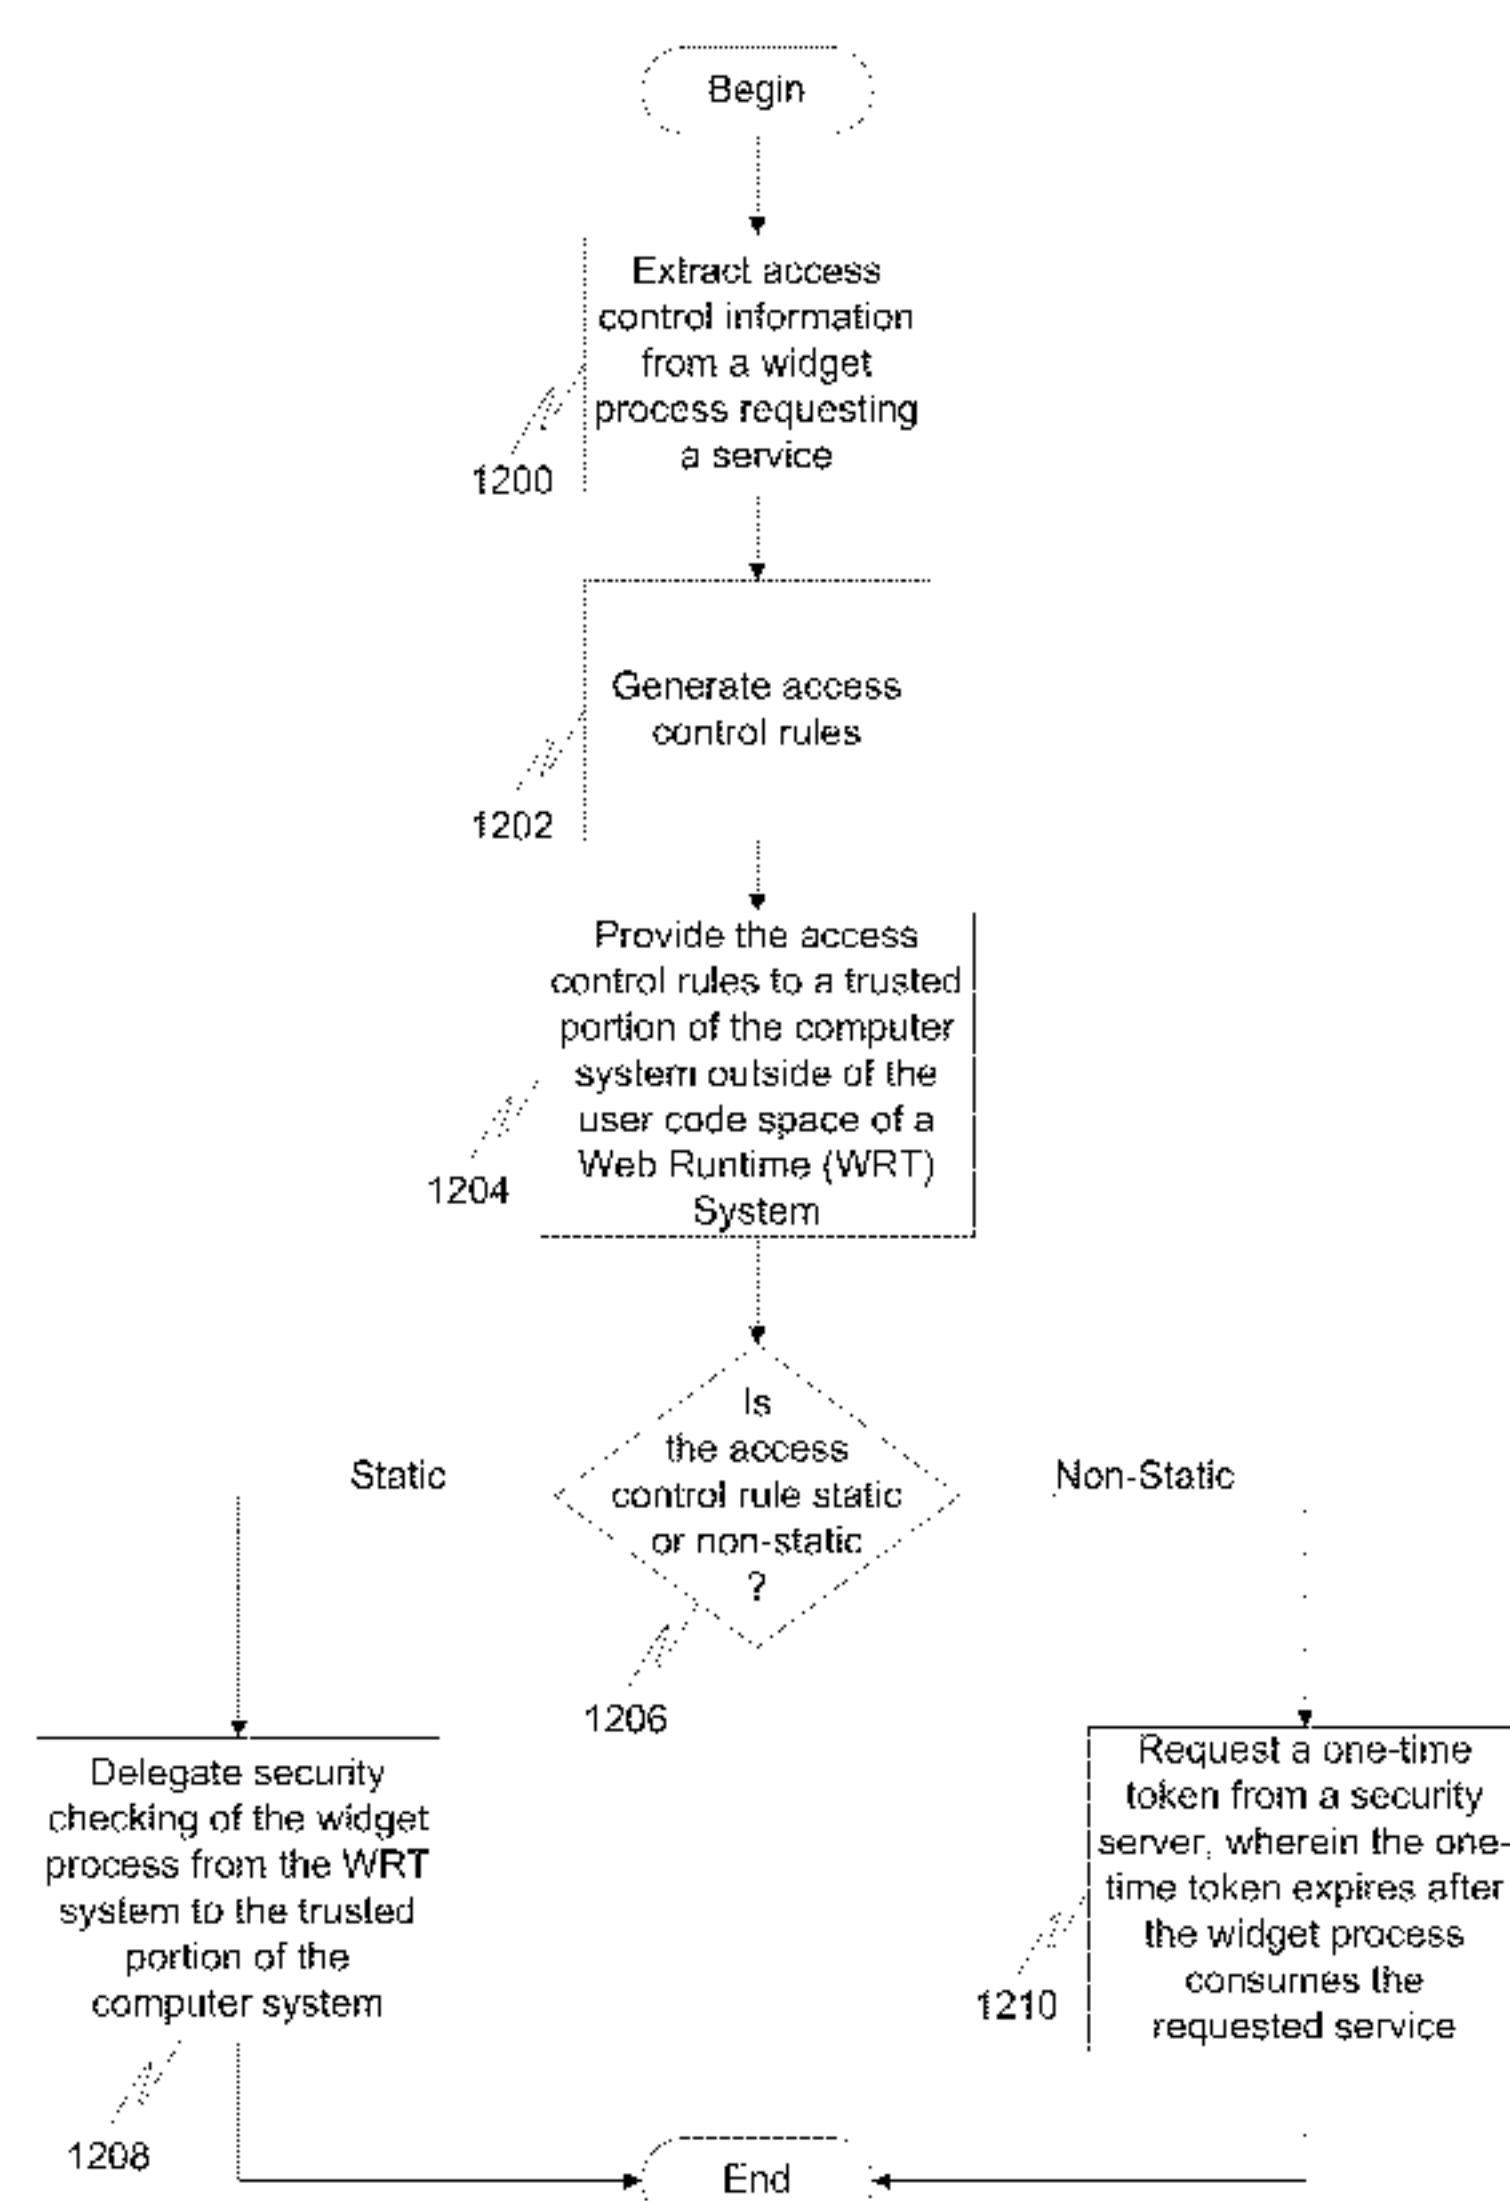 Begin
Extract access
control information
from a widget
process requesting
a service
1200
Generate access
control rules
1202
Provide the access
control rules to a trusted
portion of the computer
system outside of the
user code space of a
Web Runtime (WRT)
System
1204
Is
the access
control rule static
or non-static
?
Static
Non-Static
1206
Delegate security
checking of the widget
process from the WRT
system to the trusted
portion of the
computer system
1208
Request a one-time
token from a security
server, wherein the one-
time token expires after
the widget process
consumes the
requested service
1210
End